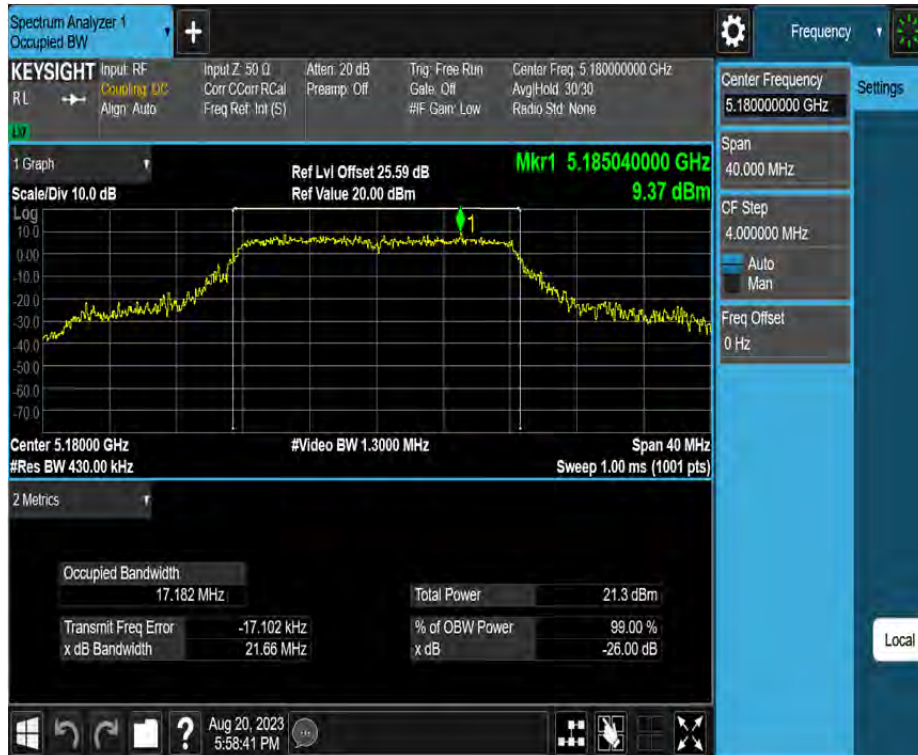 Spectrum Analyzer 1
Occupied BW
+
Frequency
KEYSIGHT
RL
Input: RF
Coupling: DC
Align: Auto
Input Z: 50 Ω
Corr CCorr RCal
Freq Ref: Int (S)
Atten: 20 dB
Preamp: Off
Trig: Free Run
Gate: Off
#IF Gain: Low
Center Freq: 5.180000000 GHz
Avg|Hold: 30/30
Radio Std: None
1 Graph
Scale/Div 10.0 dB
Ref Lvl Offset 25.59 dB
Ref Value 20.00 dBm
Mkr1 5.185040000 GHz
9.37 dBm
Log
10.0
0.00
-10.0
-20.0
-30.0
-40.0
-50.0
-60.0
-70.0
1
Center 5.18000 GHz
#Res BW 430.00 kHz
#Video BW 1.3000 MHz
Span 40 MHz
Sweep 1.00 ms (1001 pts)
2 Metrics
Occupied Bandwidth
17.182 MHz
Transmit Freq Error -17.102 kHz
x dB Bandwidth 21.66 MHz
Total Power 21.3 dBm
% of OBW Power 99.00 %
x dB -26.00 dB
Center Frequency
5.180000000 GHz
Span
40.000 MHz
CF Step
4.000000 MHz
Auto
Man
Freq Offset
0 Hz
Settings
Local
?
Aug 20, 2023
5:58:41 PM